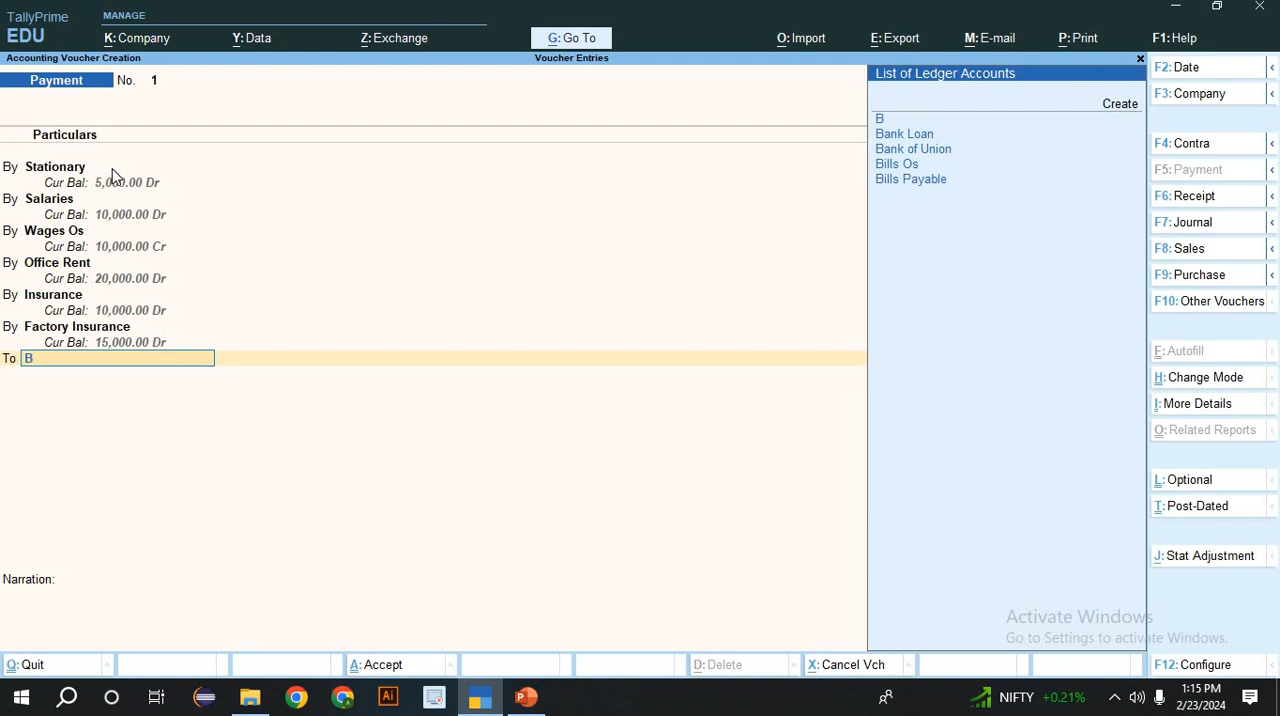 TallyPrime
EDU
MANAGE
K: Company
Y: Data
Z: Exchange
G: Go To
O: Import
E: Export
M: E-mail
P: Print
F1: Help
Accounting Voucher Creation
Voucher Entries
Payment No. 1
Particulars
By Stationary
Cur Bal: 5,000.00 Dr
By Salaries
Cur Bal: 10,000.00 Dr
By Wages Os
Cur Bal: 10,000.00 Cr
By Office Rent
Cur Bal: 20,000.00 Dr
By Insurance
Cur Bal: 10,000.00 Dr
By Factory Insurance
Cur Bal: 15,000.00 Dr
To B
Narration:
List of Ledger Accounts
Create
B
Bank Loan
Bank of Union
Bills Os
Bills Payable
F2: Date
F3: Company
F4: Contra
F5: Payment
F6: Receipt
F7: Journal
F8: Sales
F9: Purchase
F10: Other Vouchers
F: Autofill
H: Change Mode
I: More Details
O: Related Reports
L: Optional
T: Post-Dated
J: Stat Adjustment
Activate Windows
Go to Settings to activate Windows.
Q: Quit
A: Accept
D: Delete
X: Cancel Vch
F12: Configure
Ai
NIFTY +0.21%
1:15 PM
2/23/2024